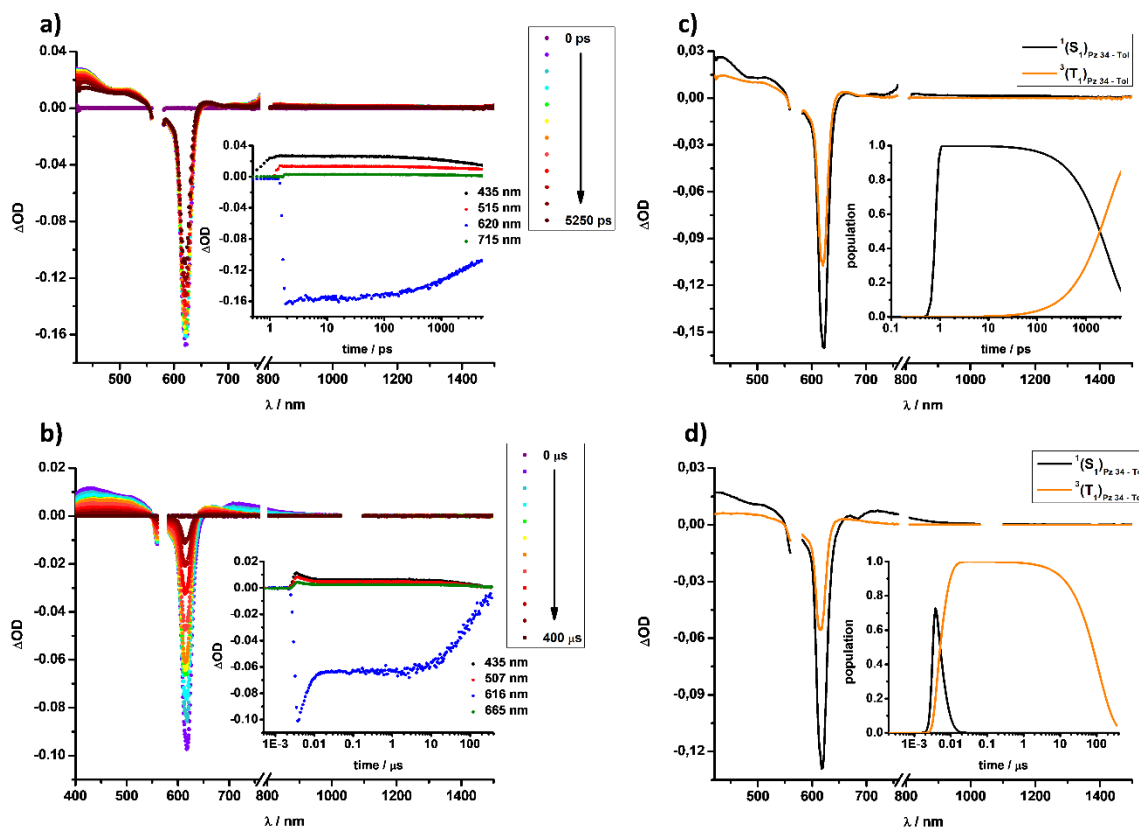 a)
0 ps
5250 ps
0.04
0.00
-0.04
-0.08
-0.12
-0.16
ΔOD
500
600
700
800
1000
1200
1400
λ / nm
0.04
0.00
-0.04
-0.08
-0.12
-0.16
ΔOD
435 nm
515 nm
620 nm
715 nm
1
10
100
1000
time / ps
c)
¹(S₁)Pz 34 - Tol
³(T₁)Pz 34 - Tol
0,03
0,00
-0,03
-0,06
-0,09
-0,12
-0,15
ΔOD
500
600
700
800
1000
1200
1400
λ / nm
1.0
0.8
0.6
0.4
0.2
0.0
population
0.1
1
10
100
1000
time / ps
b)
0 μs
400 μs
0.02
0.00
-0.02
-0.04
-0.06
-0.08
-0.10
ΔOD
400
500
600
700
800
1000
1200
1400
λ / nm
0.02
0.00
-0.02
-0.04
-0.06
-0.08
-0.10
ΔOD
435 nm
507 nm
616 nm
665 nm
1E-3
0.01
0.1
1
10
100
time / μs
d)
¹(S₁)Pz 34 - To
³(T₁)Pz 34 - To
0,03
0,00
-0,03
-0,06
-0,09
-0,12
ΔOD
500
600
700
800
1000
1200
1400
λ / nm
1.0
0.8
0.6
0.4
0.2
0.0
population
1E-3
0.01
0.1
1
10
100
time / μs